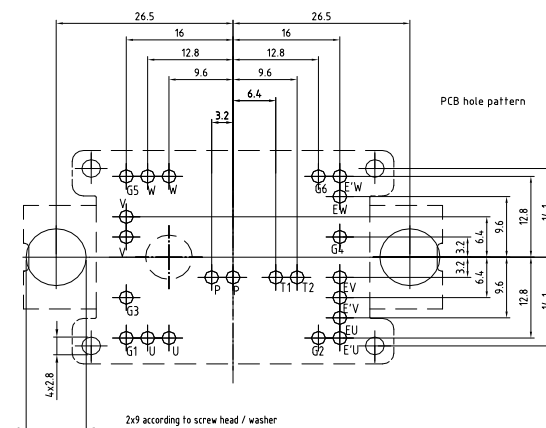 26.5 26.5
16 16
12.8 12.8
9.6 9.6
6.4
3.2
PCB hole pattern
G5 W W G6 E'W
V EW
V G4
P P T1 T2 EV
G3 E'V
EU
G1 U U G2 E'U
3.2 6.4 9.6 12.8
3.2 6.4 9.6 12.8
4x2.8
2x9 according to screw head / washer